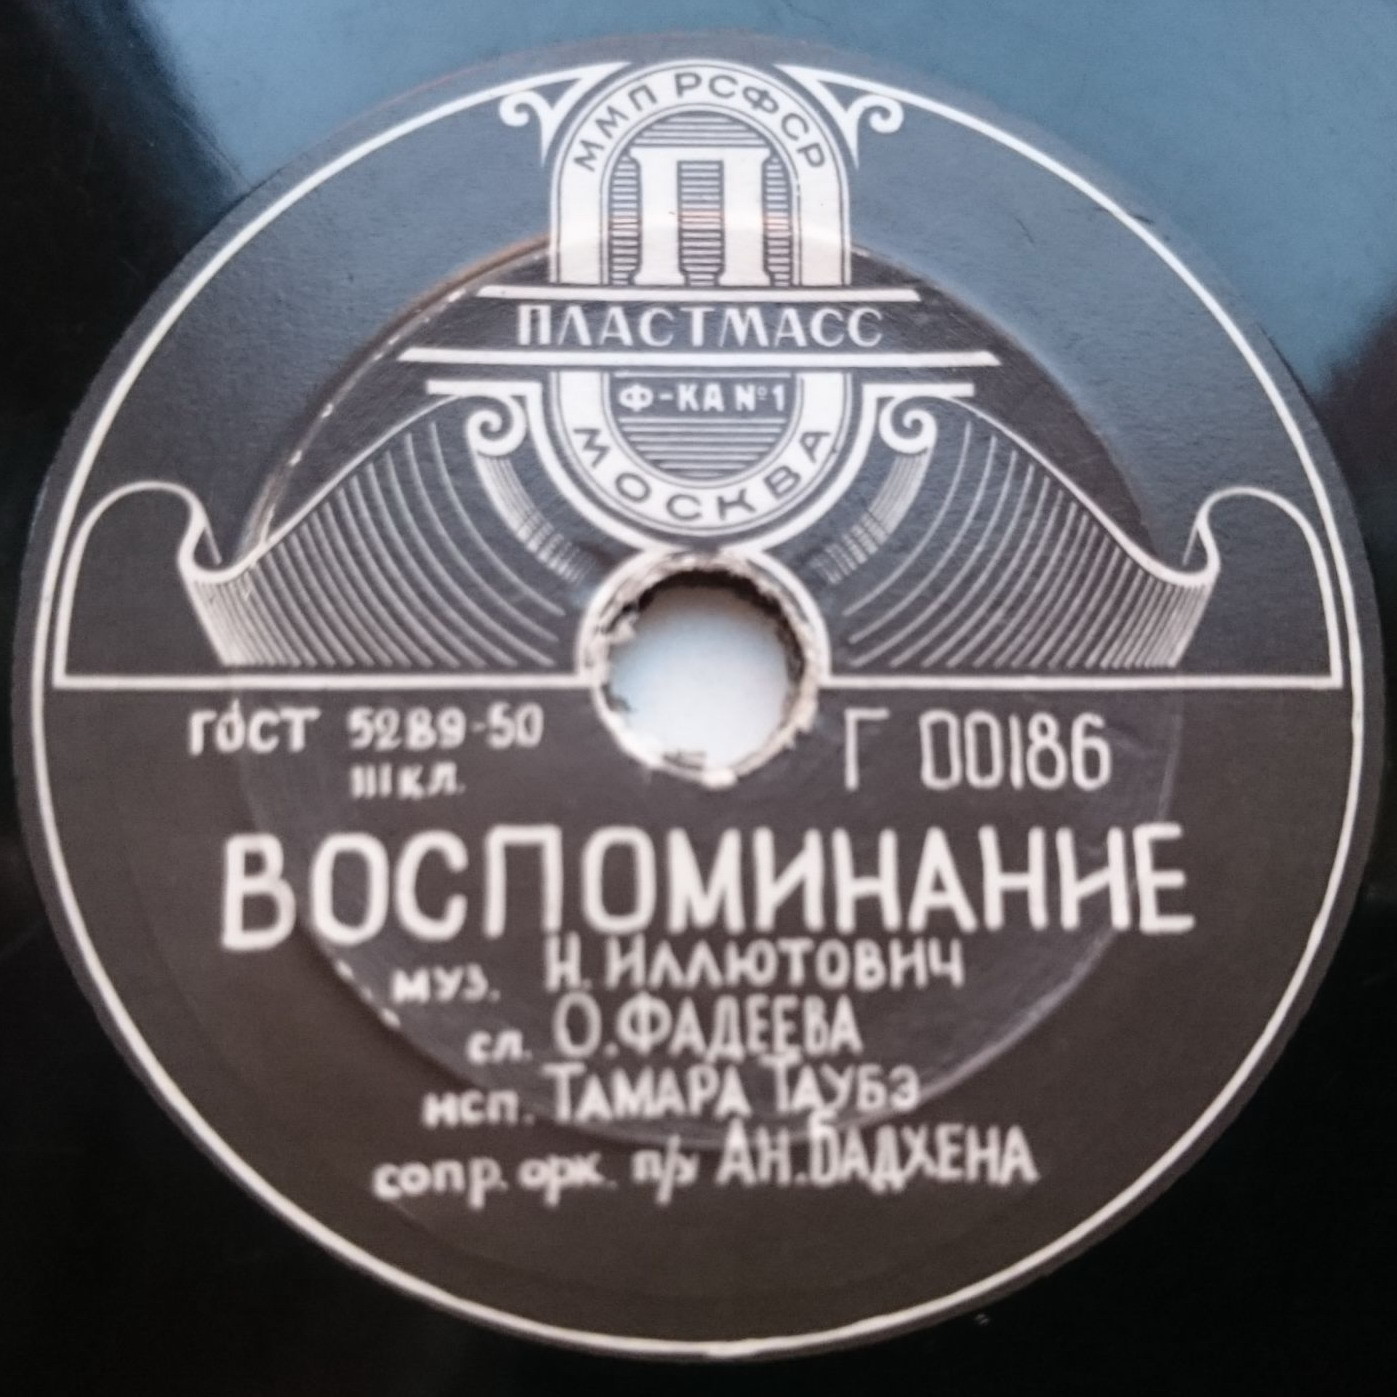 ММП РСФСР
П
ПЛАСТМАСС
Ф-КА №1
МОСКВА
ГОСТ 5289-50
III КЛ.
Г 00186
ВОСПОМИНАНИЕ
муз. Н. ИЛЛЮТОВИЧ
сл. О. ФАДЕЕВА
исп. ТАМАРА ТАУБЭ
сопр. орк. п/у АН. БАДХЕНА